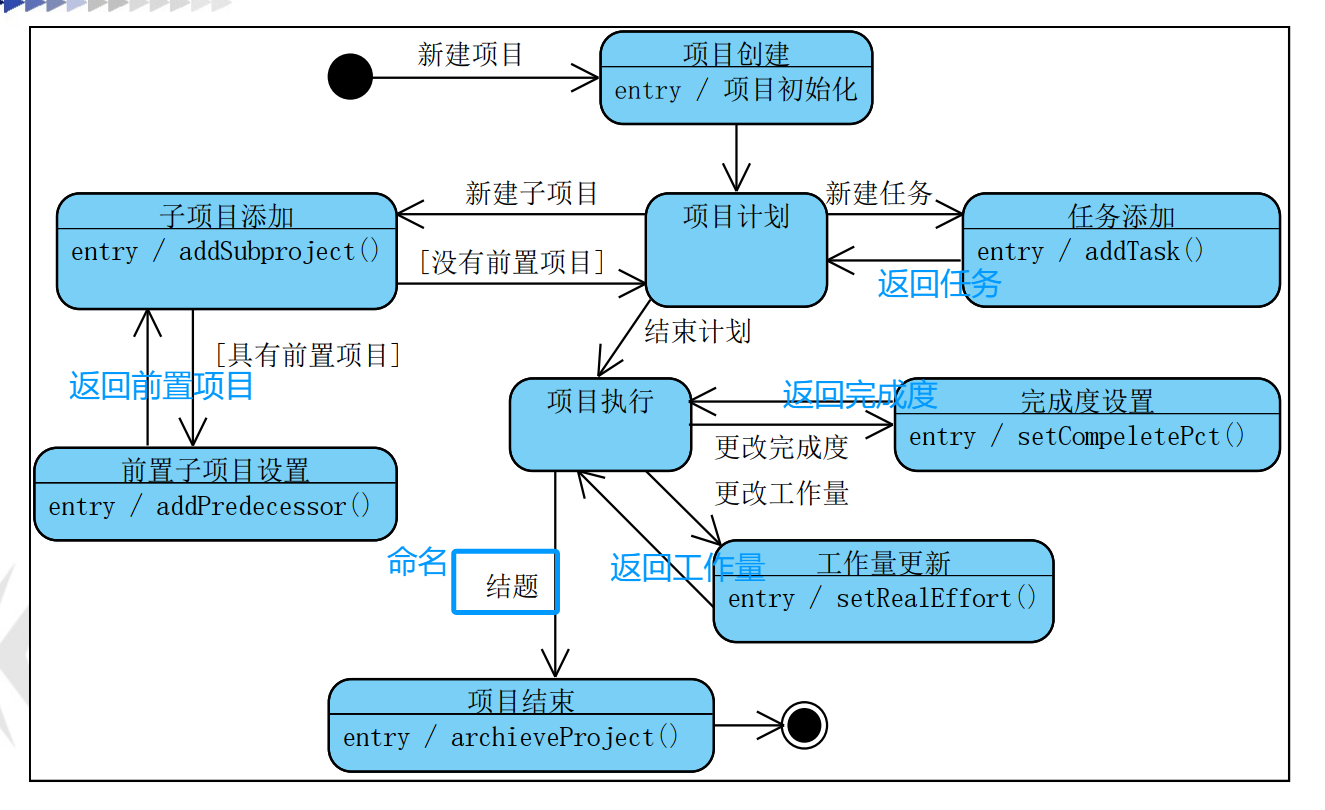 新建项目
项目创建
entry / 项目初始化
新建子项目
项目计划
新建任务
子项目添加
entry / addSubproject()
任务添加
entry / addTask()
[没有前置项目]
返回任务
结束计划
[具有前置项目]
返回前置项目
项目执行
返回完成度
完成度设置
entry / setCompeletePct()
更改完成度
更改工作量
前置子项目设置
entry / addPredecessor()
命名
结题
返回工作量
工作量更新
entry / setRealEffort()
项目结束
entry / archieveProject()